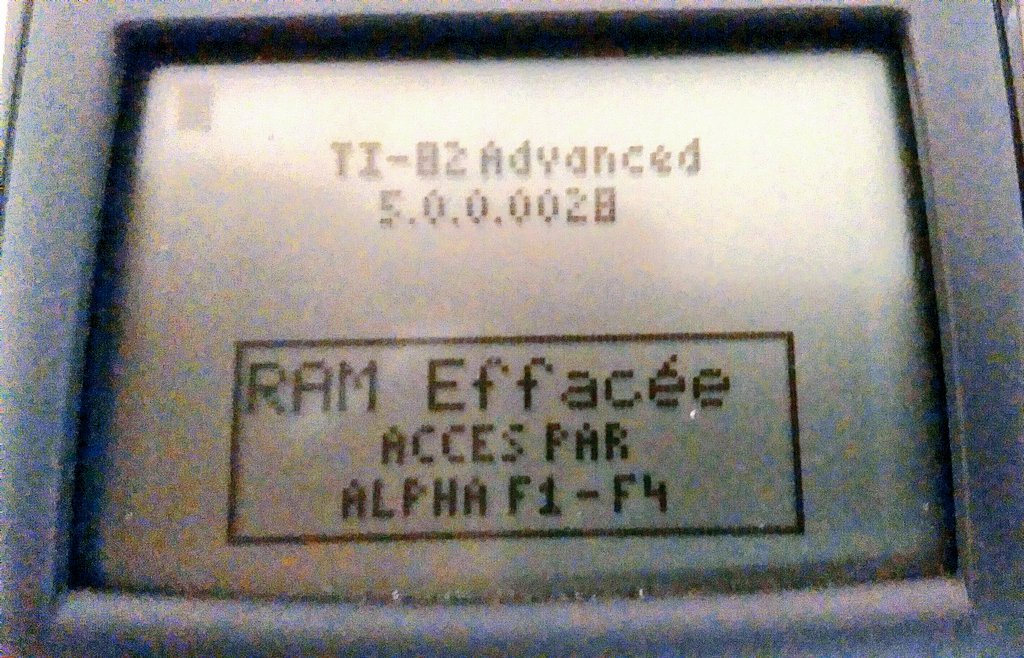 TI-82 Advanced
5.0.0.0028
RAM Effacée
ACCES PAR
ALPHA F1-F4